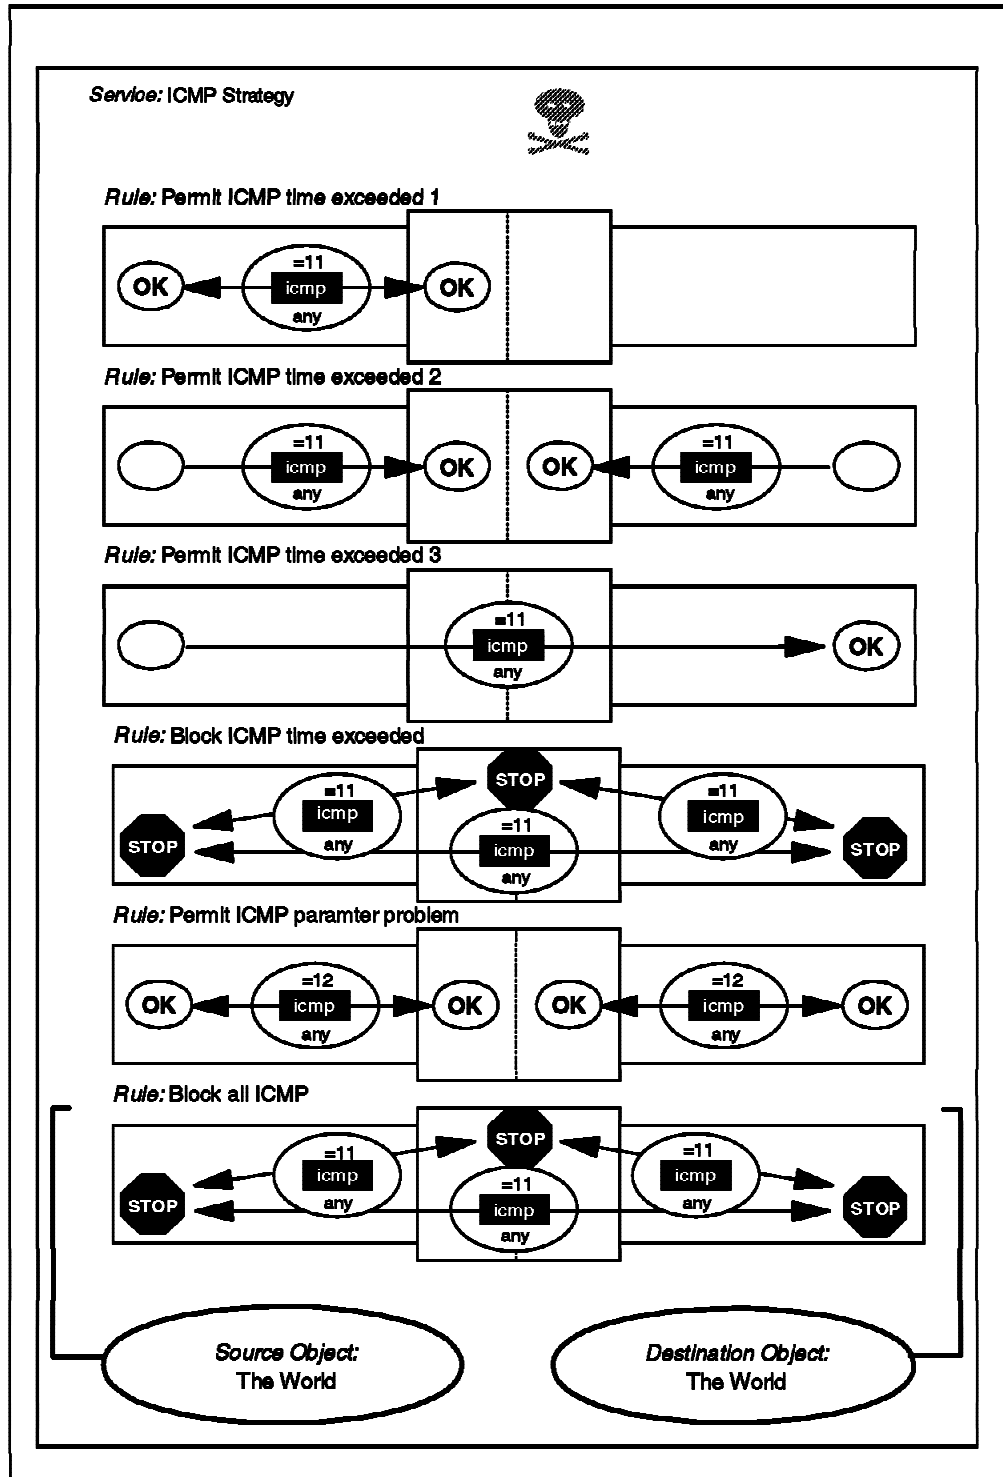 Service: ICMP Strategy
Rule: Permit ICMP time exceeded 1
=11
OK icmp OK
any
Rule: Permit ICMP time exceeded 2
=11 =11
icmp OK OK icmp
any any
Rule: Permit ICMP time exceeded 3
=11
icmp OK
any
Rule: Block ICMP time exceeded
STOP
=11 =11
icmp icmp
=11
STOP any icmp any STOP
any
Rule: Permit ICMP paramter problem
=12 =12
OK icmp OK OK icmp OK
any any
Rule: Block all ICMP
STOP
=11 =11
icmp icmp
=11
STOP any icmp any STOP
any
Source Object: Destination Object:
The World The World